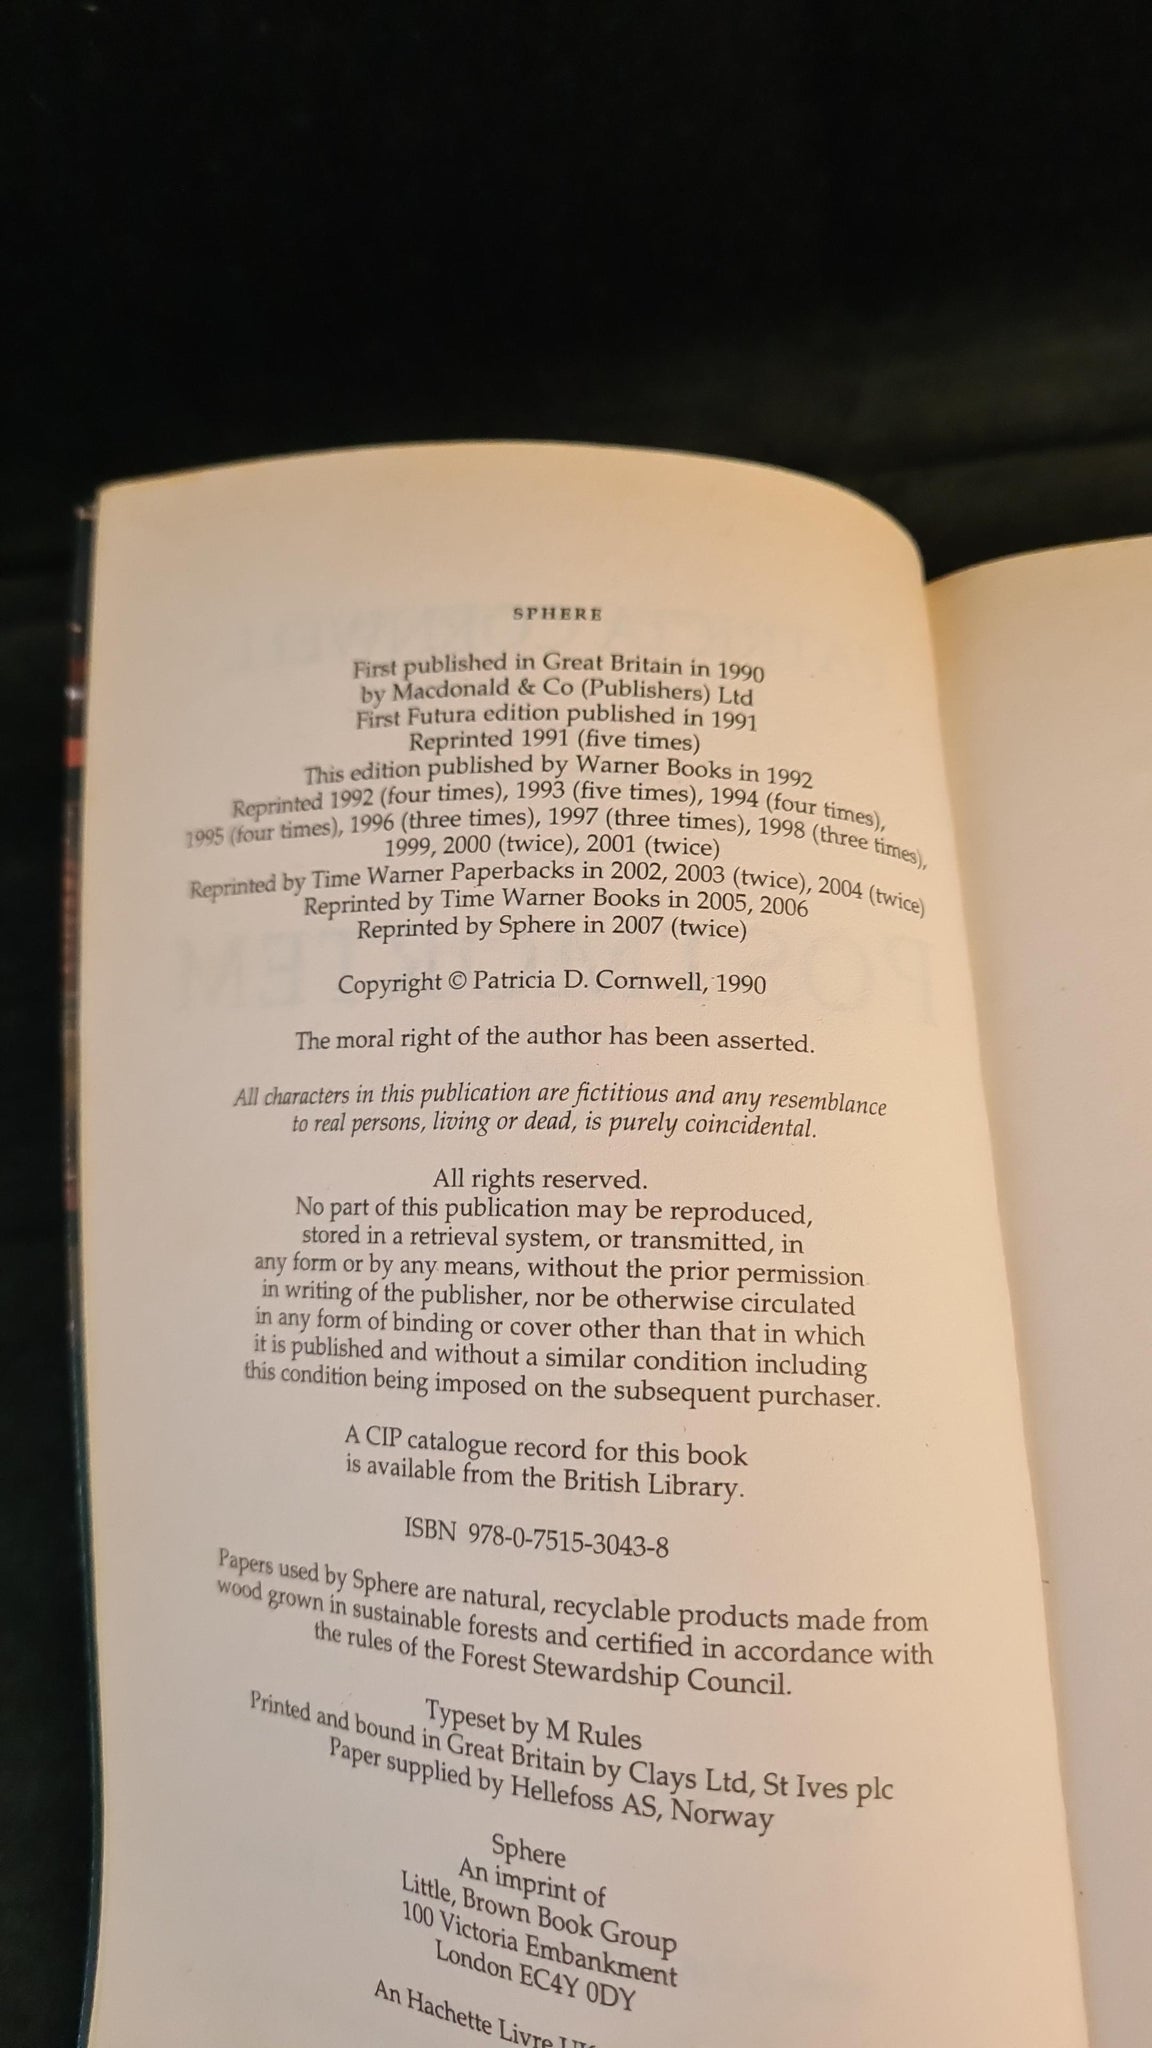 SPHERE
First published in Great Britain in 1990
by Macdonald & Co (Publishers) Ltd
First Futura edition published in 1991
Reprinted 1991 (five times)
This edition published by Warner Books in 1992
Reprinted 1992 (four times), 1993 (five times), 1994 (four times),
1995 (four times), 1996 (three times), 1997 (three times), 1998 (three times),
1999, 2000 (twice), 2001 (twice)
Reprinted by Time Warner Paperbacks in 2002, 2003 (twice), 2004 (twice)
Reprinted by Time Warner Books in 2005, 2006
Reprinted by Sphere in 2007 (twice)
Copyright © Patricia D. Cornwell, 1990
The moral right of the author has been asserted.
All characters in this publication are fictitious and any resemblance
to real persons, living or dead, is purely coincidental.
All rights reserved.
No part of this publication may be reproduced,
stored in a retrieval system, or transmitted, in
any form or by any means, without the prior permission
in writing of the publisher, nor be otherwise circulated
in any form of binding or cover other than that in which
it is published and without a similar condition including
this condition being imposed on the subsequent purchaser.
A CIP catalogue record for this book
is available from the British Library.
ISBN 978-0-7515-3043-8
Papers used by Sphere are natural, recyclable products made from
wood grown in sustainable forests and certified in accordance with
the rules of the Forest Stewardship Council.
Typeset by M Rules
Printed and bound in Great Britain by Clays Ltd, St Ives plc
Paper supplied by Hellefoss AS, Norway
Sphere
An imprint of
Little, Brown Book Group
100 Victoria Embankment
London EC4Y 0DY
An Hachette Livre